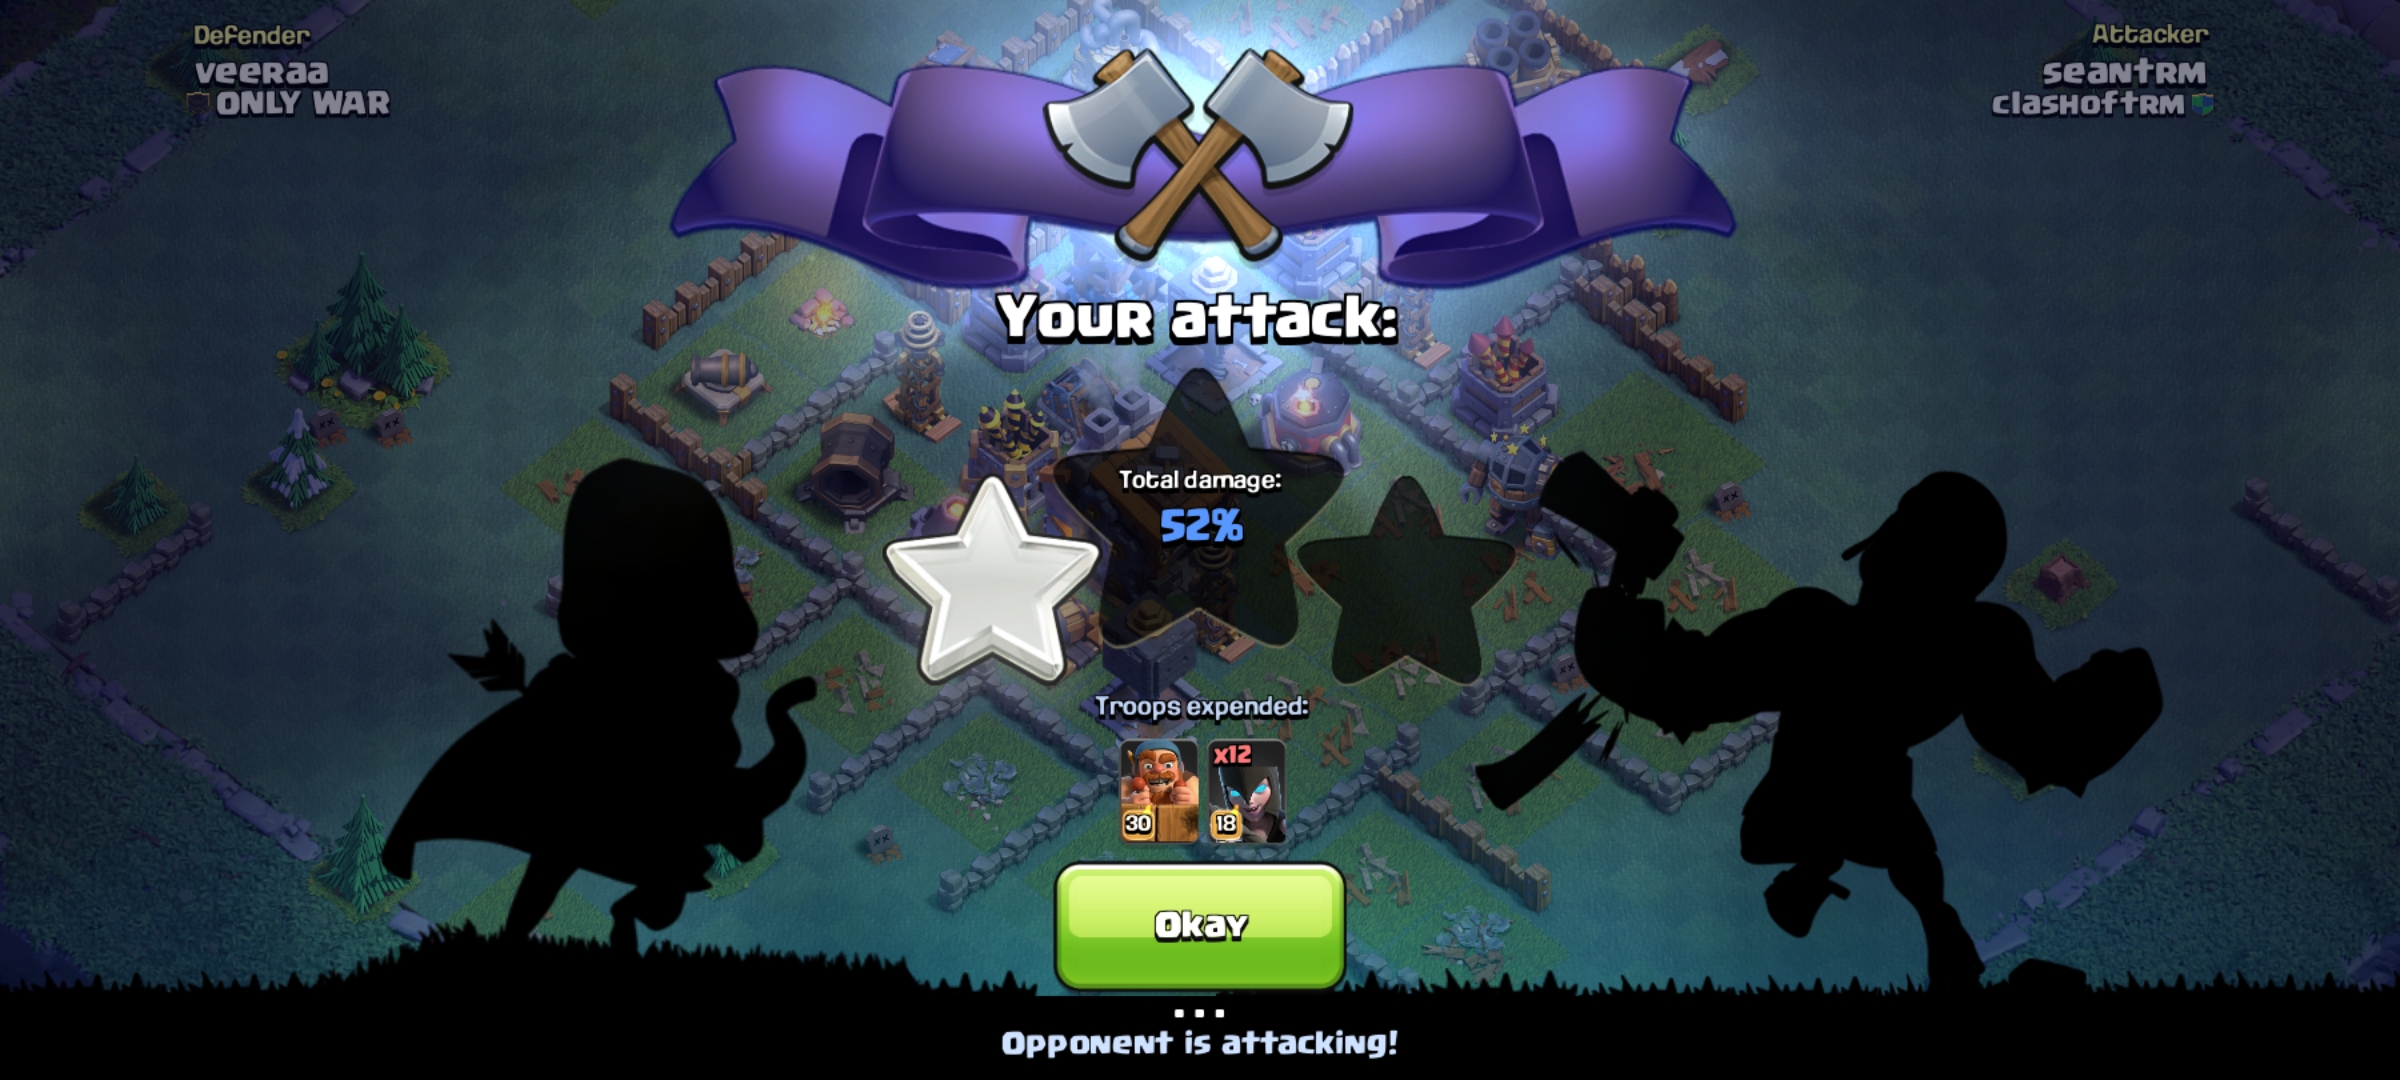 Defender
veeraa
ONLY WAR
Attacker
seantrm
clashoftrm
Your attack:
Total damage:
52%
Troops expended:
x12
30
18
Okay
...
Opponent is attacking!